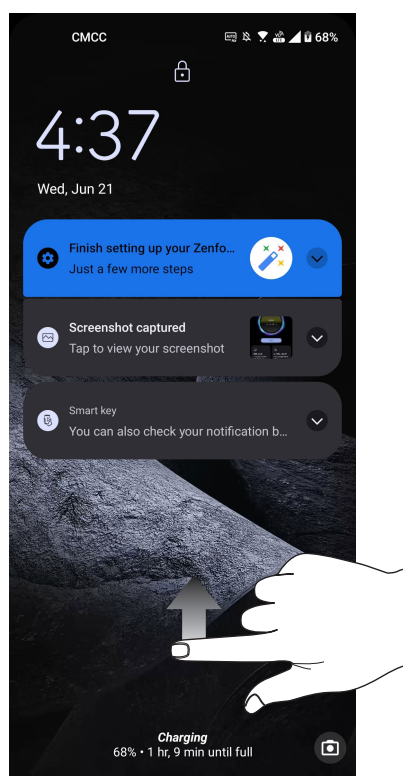 CMCC 68%
4:37
Wed, Jun 21
Finish setting up your Zenfo...
Just a few more steps
Screenshot captured
Tap to view your screenshot
Smart key
You can also check your notification b...
Charging
68% • 1 hr, 9 min until full